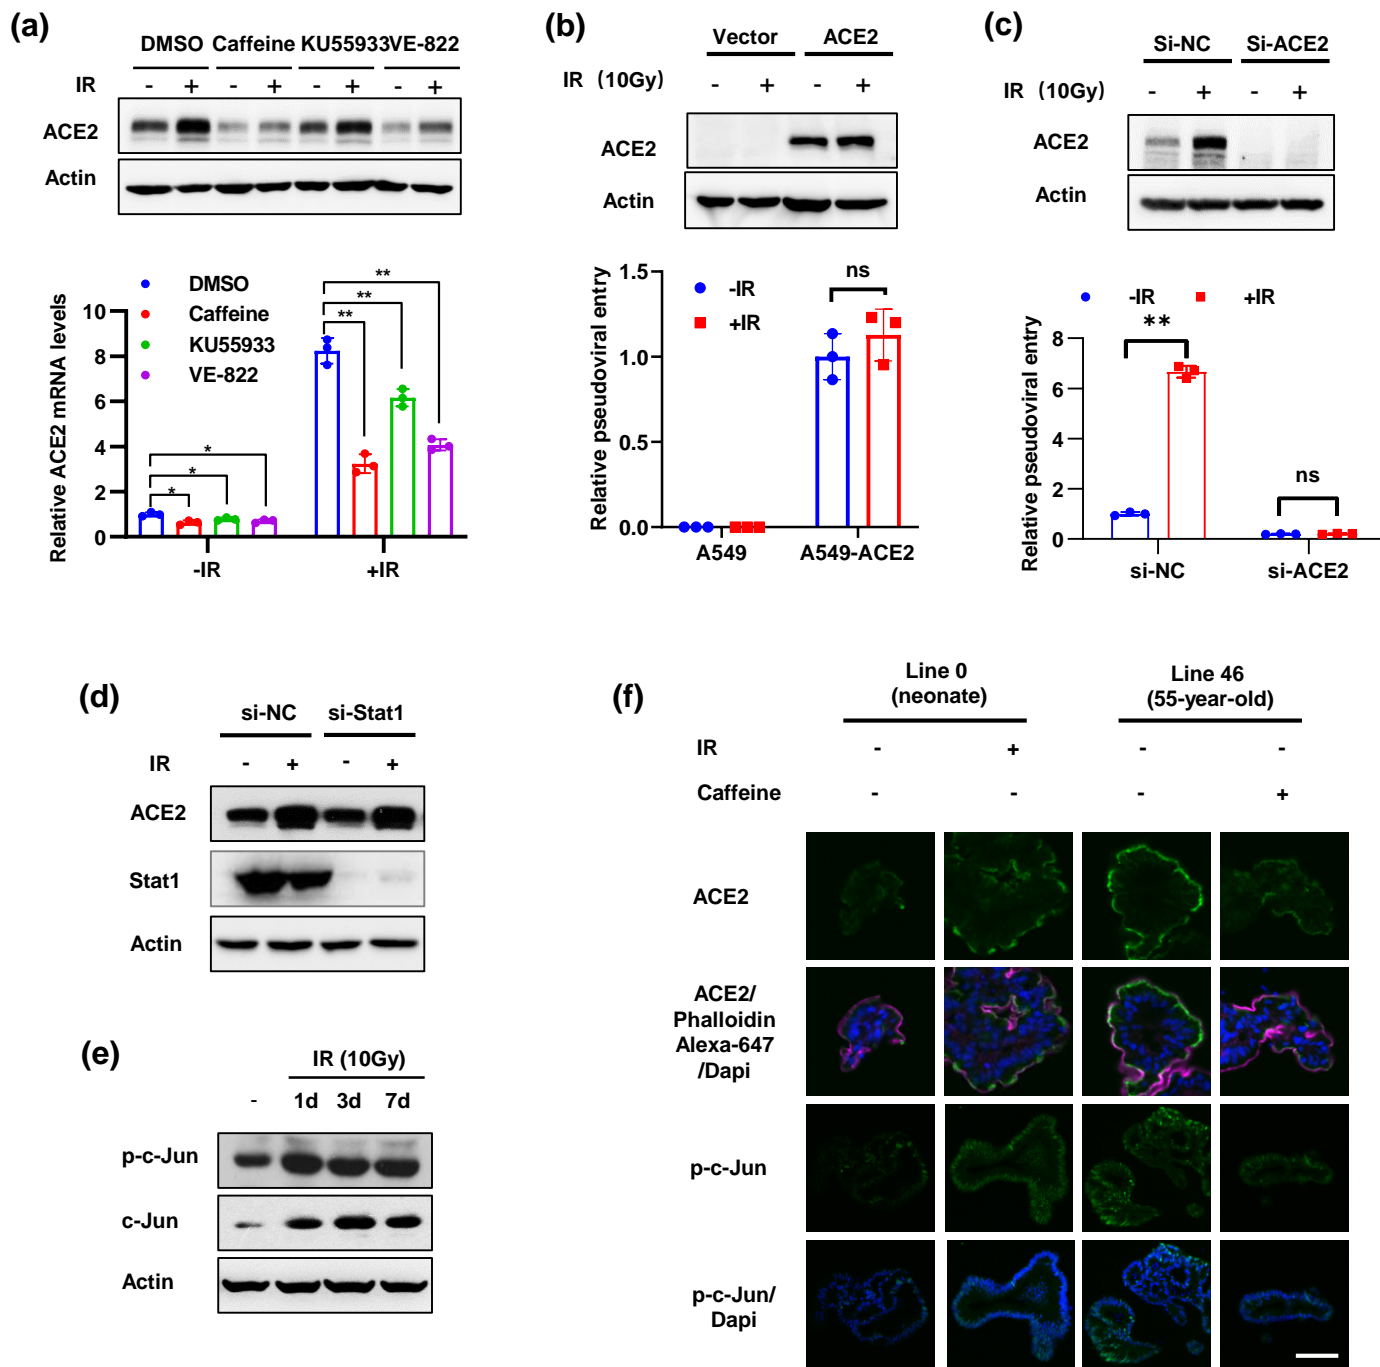 (a)
DMSO Caffeine KU55933VE-822
IR - + - + - + - +
ACE2
Actin
DMSO
Caffeine
KU55933
VE-822
Relative ACE2 mRNA levels
10
8
6
4
2
0
* * *
** ** **
-IR +IR
(b)
Vector ACE2
IR (10Gy) - + - +
ACE2
Actin
Relative pseudoviral entry
1.5
1.0
0.5
0.0
-IR
+IR
ns
A549 A549-ACE2
(c)
Si-NC Si-ACE2
IR (10Gy) - + - +
ACE2
Actin
-IR +IR
Relative pseudoviral entry
8
6
4
2
0
**
ns
si-NC si-ACE2
(d)
si-NC si-Stat1
IR - + - +
ACE2
Stat1
Actin
(e)
IR (10Gy)
- 1d 3d 7d
p-c-Jun
c-Jun
Actin
(f)
Line 0
(neonate)
Line 46
(55-year-old)
IR - + - -
Caffeine - - - +
ACE2
ACE2/
Phalloidin
Alexa-647
/Dapi
p-c-Jun
p-c-Jun/
Dapi